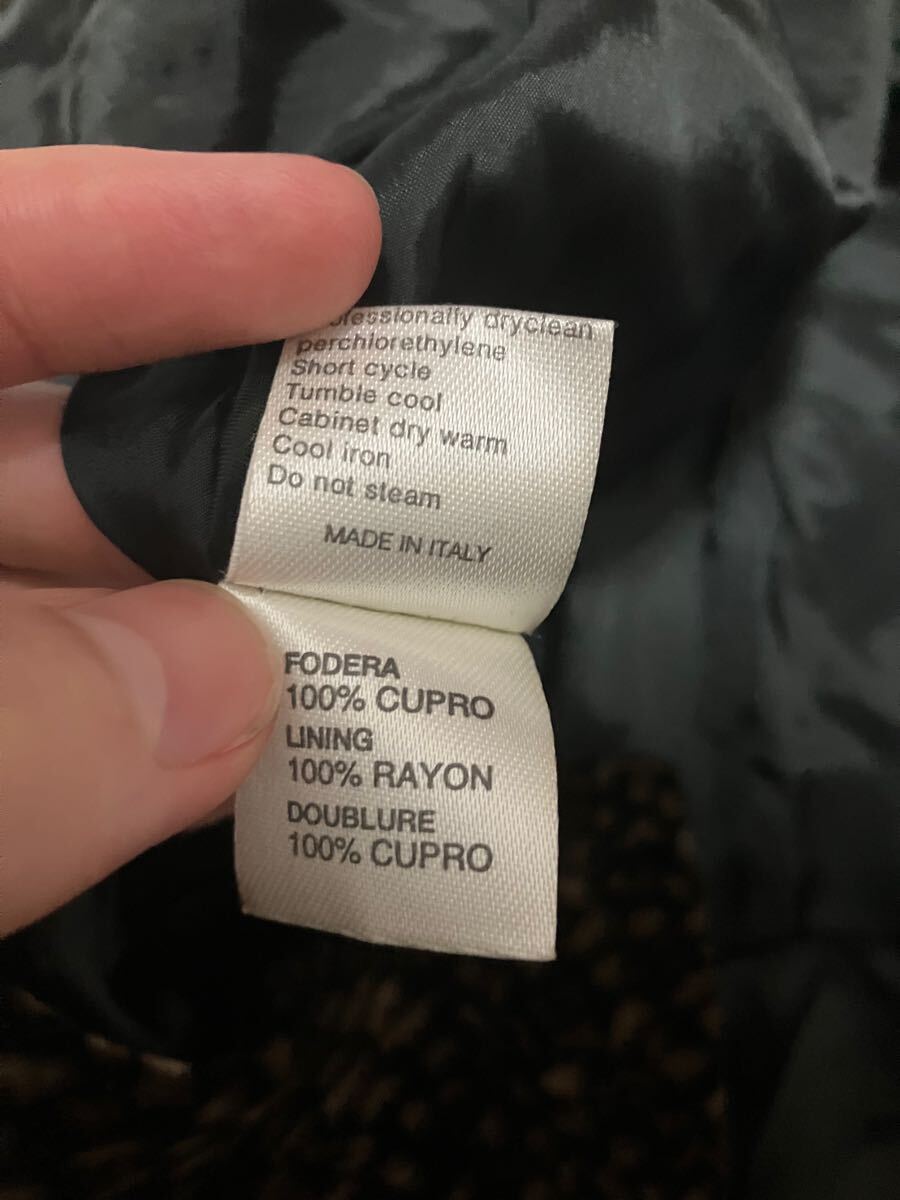 Professionally dryclean
perchlorethylene
Short cycle
Tumble cool
Cabinet dry warm
Cool iron
Do not steam
MADE IN ITALY
FODERA
100% CUPRO
LINING
100% RAYON
DOUBLURE
100% CUPRO